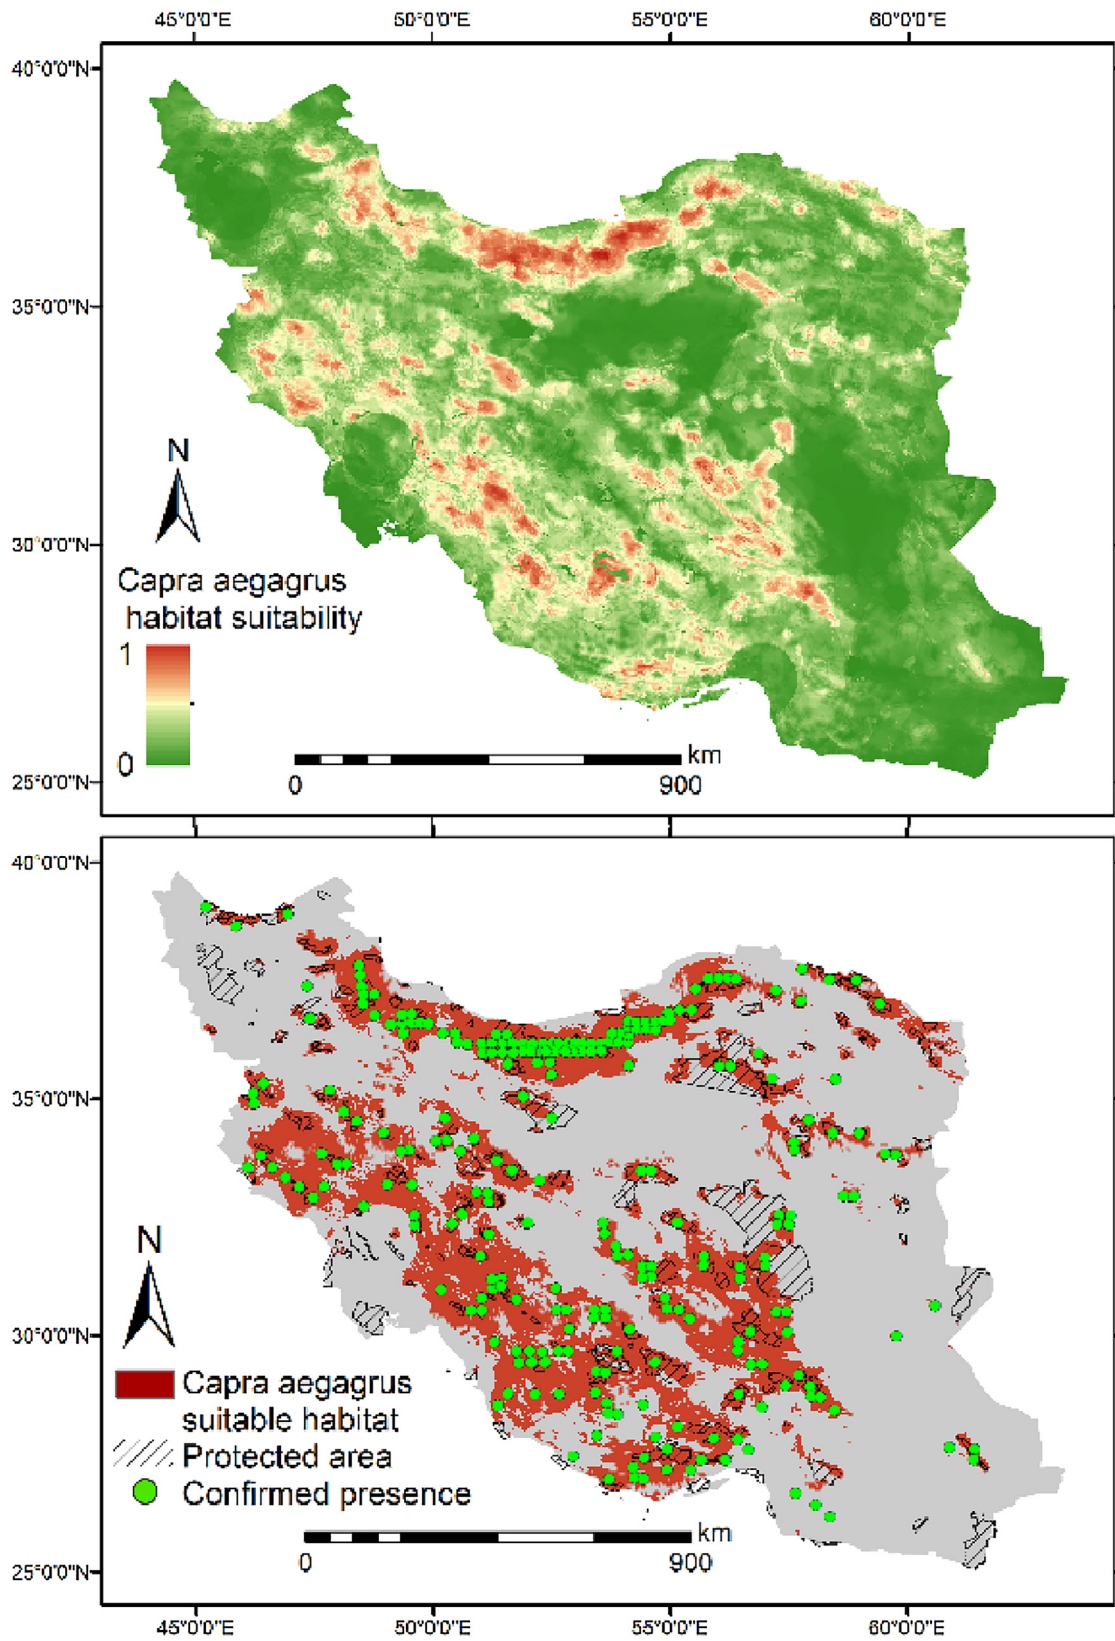 45°0'0"E 50°0'0"E 55°0'0"E 60°0'0"E
40°0'0"N
35°0'0"N
30°0'0"N
25°0'0"N
N
Capra aegagrus
habitat suitability
1
0
km
0 900
40°0'0"N
35°0'0"N
30°0'0"N
25°0'0"N
N
Capra aegagrus
suitable habitat
Protected area
Confirmed presence
km
0 900
45°0'0"E 50°0'0"E 55°0'0"E 60°0'0"E